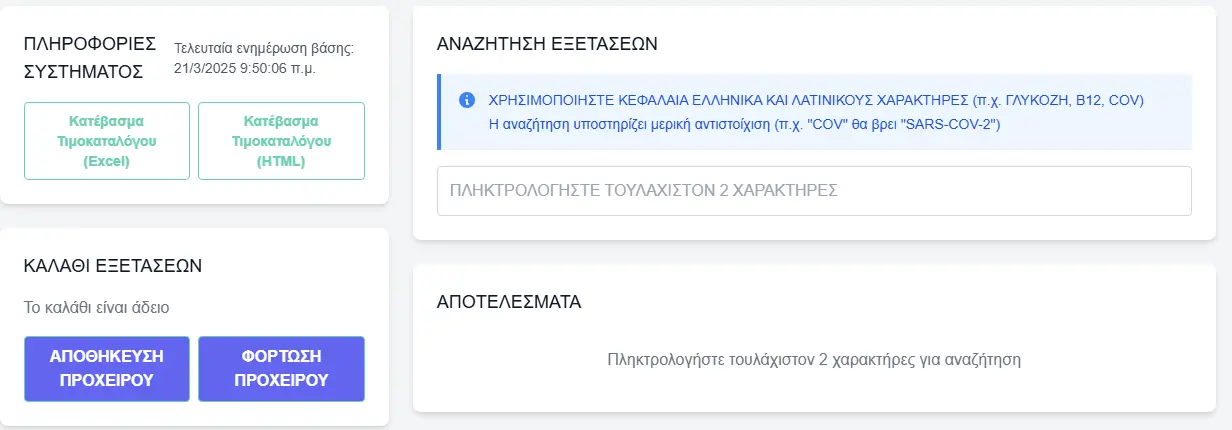 ΠΛΗΡΟΦΟΡΙΕΣ
ΣΥΣΤΗΜΑΤΟΣ
Τελευταία ενημέρωση βάσης:
21/3/2025 9:50:06 π.μ.
Κατέβασμα
Τιμοκαταλόγου
(Excel)
Κατέβασμα
Τιμοκαταλόγου
(HTML)
ΚΑΛΑΘΙ ΕΞΕΤΑΣΕΩΝ
Το καλάθι είναι άδειο
ΑΠΟΘΗΚΕΥΣΗ
ΠΡΟΧΕΙΡΟΥ
ΦΟΡΤΩΣΗ
ΠΡΟΧΕΙΡΟΥ
ΑΝΑΖΗΤΗΣΗ ΕΞΕΤΑΣΕΩΝ
ΧΡΗΣΙΜΟΠΟΙΗΣΤΕ ΚΕΦΑΛΑΙΑ ΕΛΛΗΝΙΚΑ ΚΑΙ ΛΑΤΙΝΙΚΟΥΣ ΧΑΡΑΚΤΗΡΕΣ (π.χ. ΓΛΥΚΟΖΗ, B12, COV)
Η αναζήτηση υποστηρίζει μερική αντιστοίχιση (π.χ. "COV" θα βρει "SARS-COV-2")
ΠΛΗΚΤΡΟΛΟΓΗΣΤΕ ΤΟΥΛΑΧΙΣΤΟΝ 2 ΧΑΡΑΚΤΗΡΕΣ
ΑΠΟΤΕΛΕΣΜΑΤΑ
Πληκτρολογήστε τουλάχιστον 2 χαρακτήρες για αναζήτηση